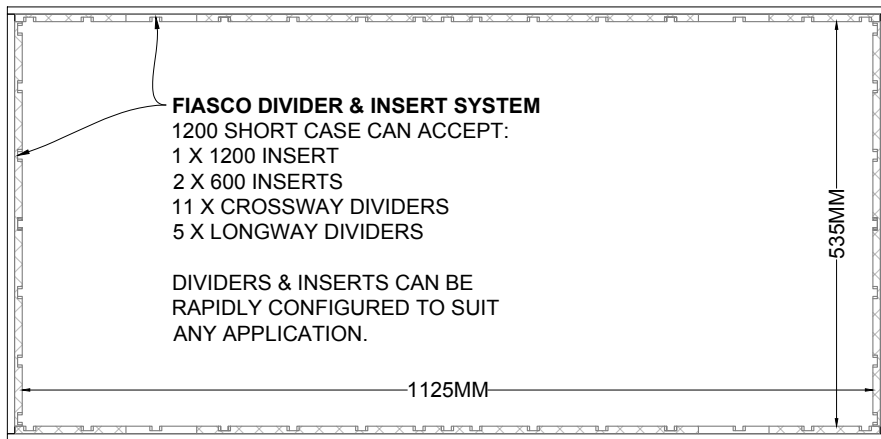 FIASCO DIVIDER & INSERT SYSTEM
1200 SHORT CASE CAN ACCEPT:
1 X 1200 INSERT
2 X 600 INSERTS
11 X CROSSWAY DIVIDERS
5 X LONGWAY DIVIDERS
DIVIDERS & INSERTS CAN BE
RAPIDLY CONFIGURED TO SUIT
ANY APPLICATION.
535MM
1125MM